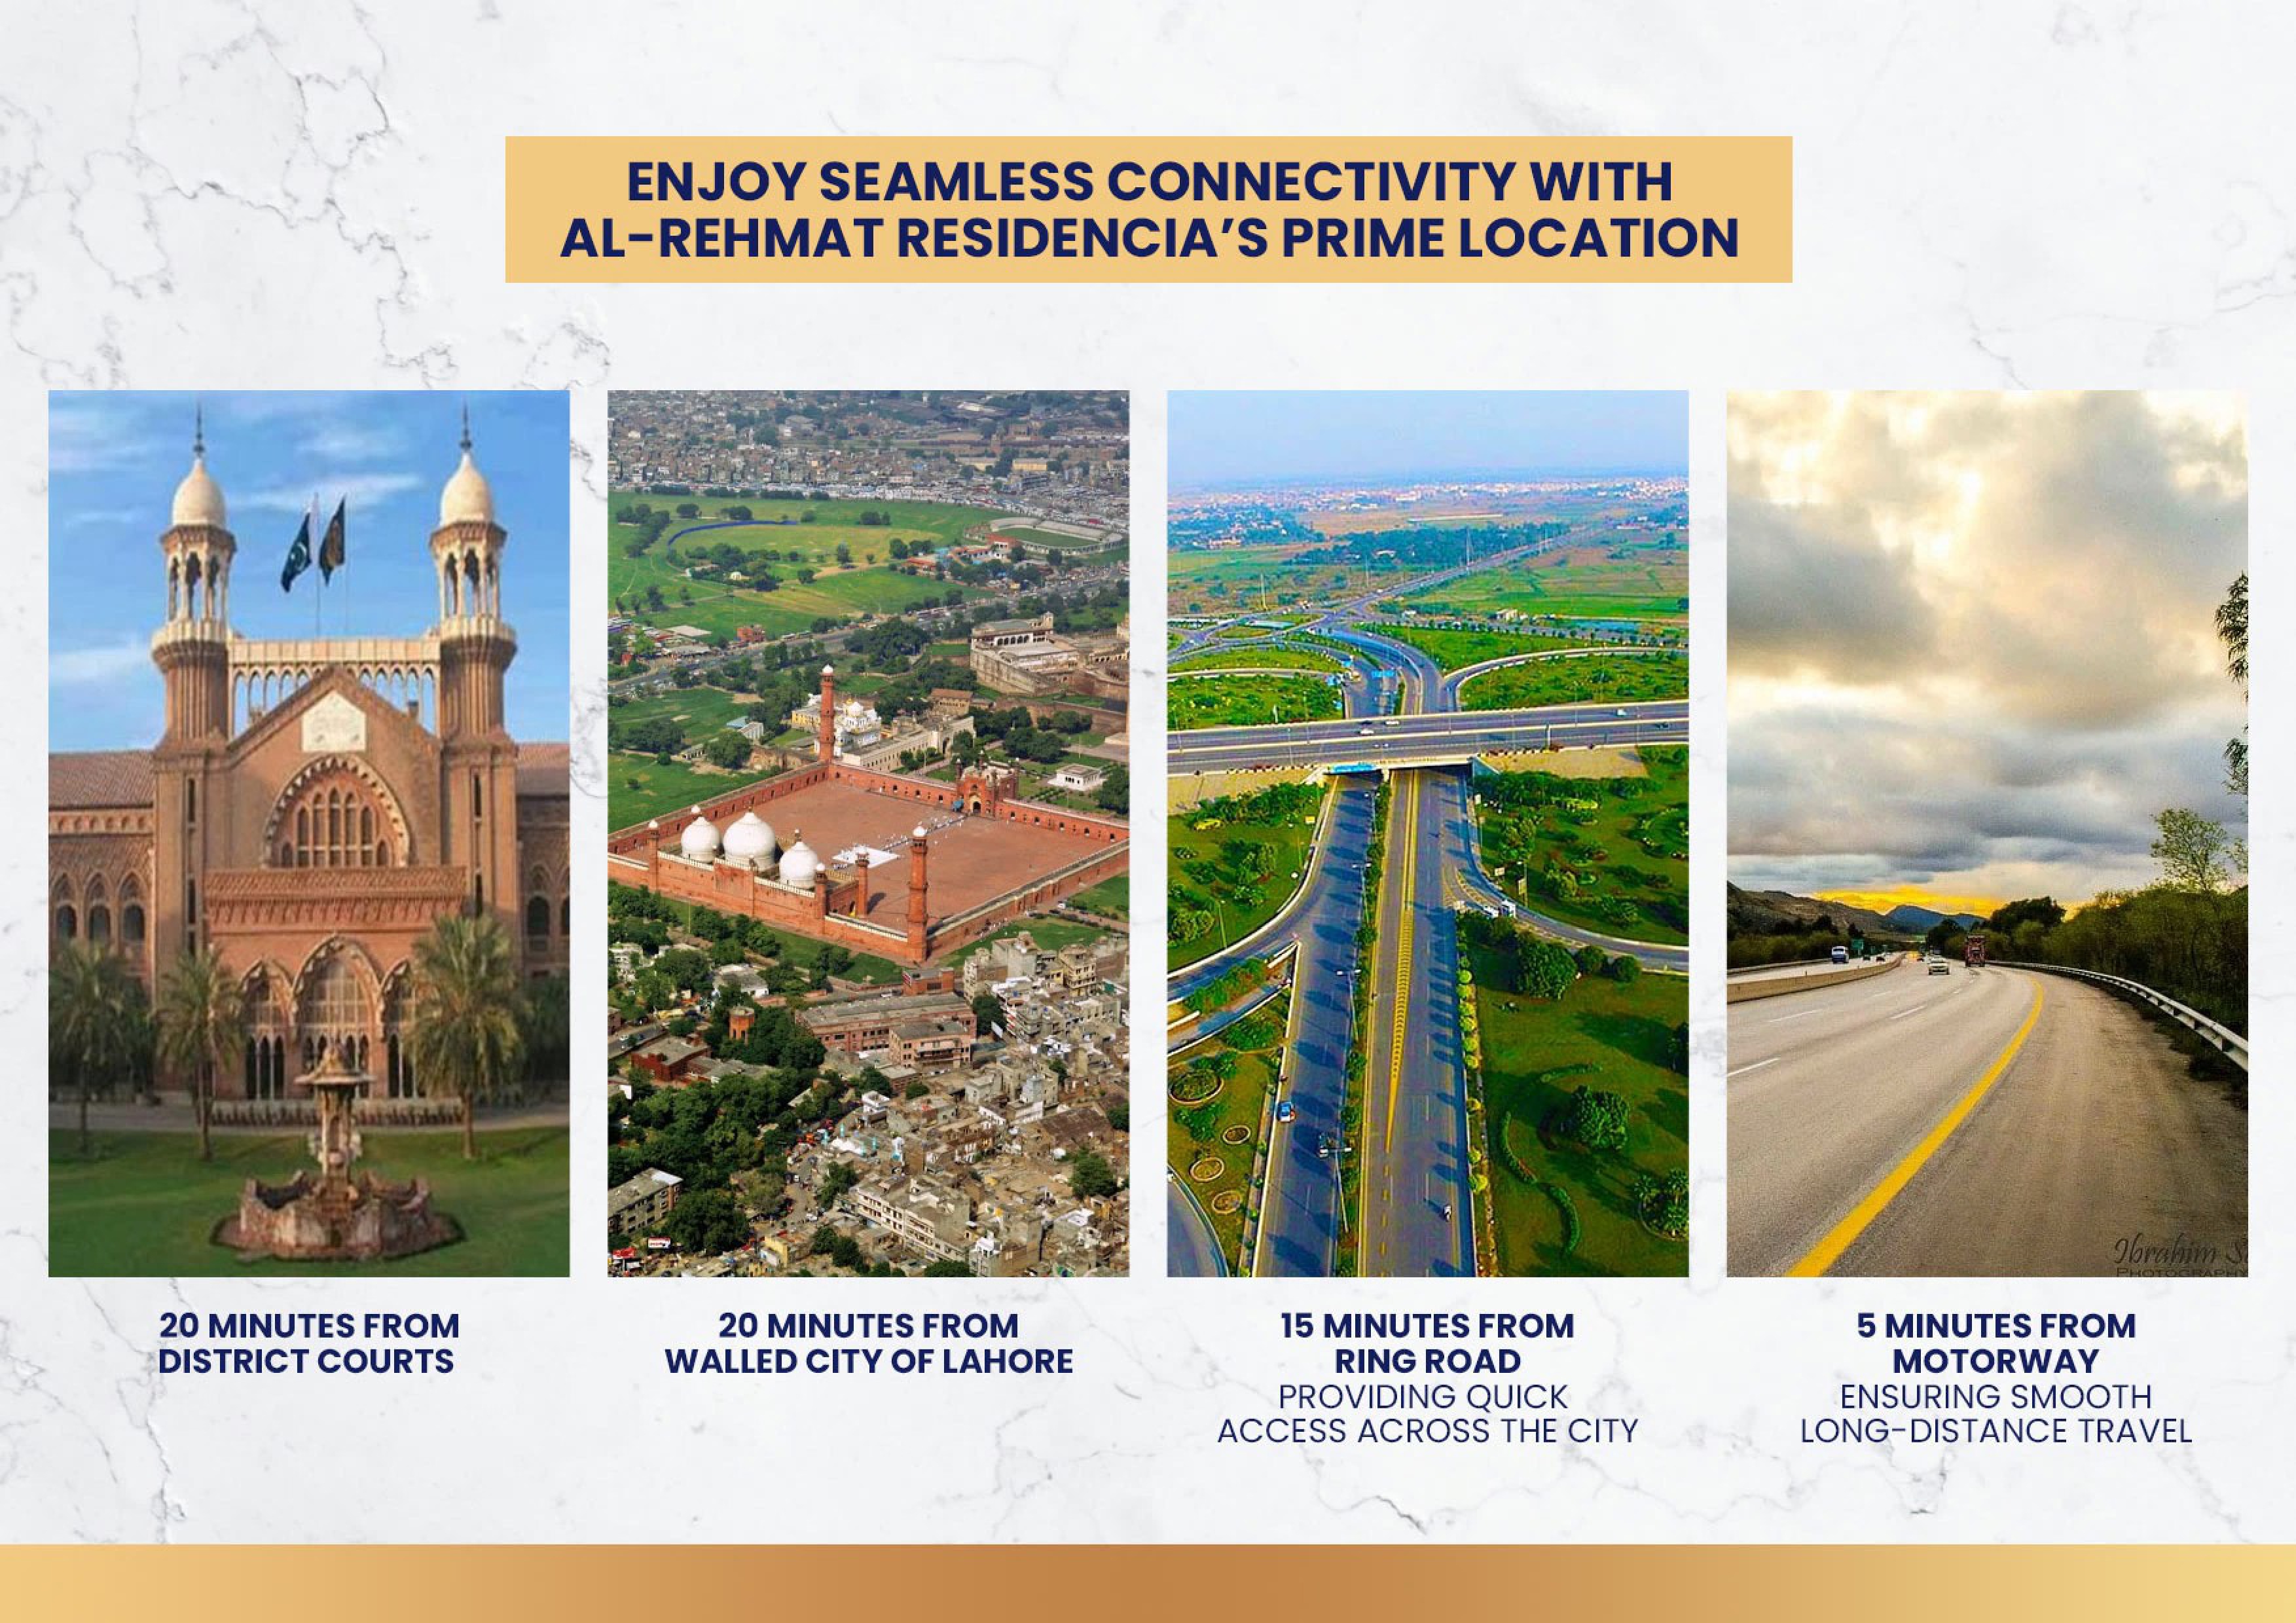 ENJOY SEAMLESS CONNECTIVITY WITH
AL-REHMAT RESIDENCIA'S PRIME LOCATION
20 MINUTES FROM
DISTRICT COURTS
20 MINUTES FROM
WALLED CITY OF LAHORE
15 MINUTES FROM
RING ROAD
PROVIDING QUICK
ACCESS ACROSS THE CITY
Ibrahim
PHOTOGRAPHY
5 MINUTES FROM
MOTORWAY
ENSURING SMOOTH
LONG-DISTANCE TRAVEL